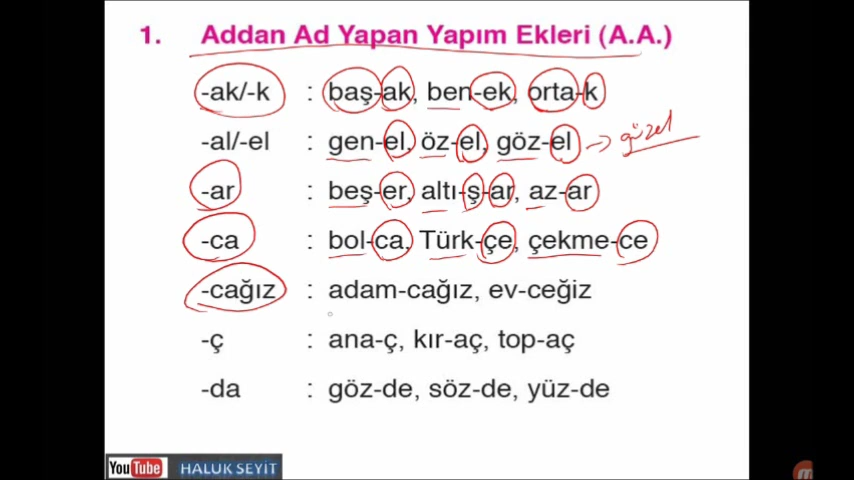 1. Addan Ad Yapan Yapım Ekleri (A.A.)
-ak/-k : baş-ak, ben-ek, orta-k
-al/-el : gen-el, öz-el, göz-el → güzel
-ar : beş-er, altı-ş-ar, az-ar
-ca : bol-ca, Türk-çe, çekme-ce
-cağız : adam-cağız, ev-ceğiz
-ç : ana-ç, kır-aç, top-aç
-da : göz-de, söz-de, yüz-de
YouTube HALUK SEYİT